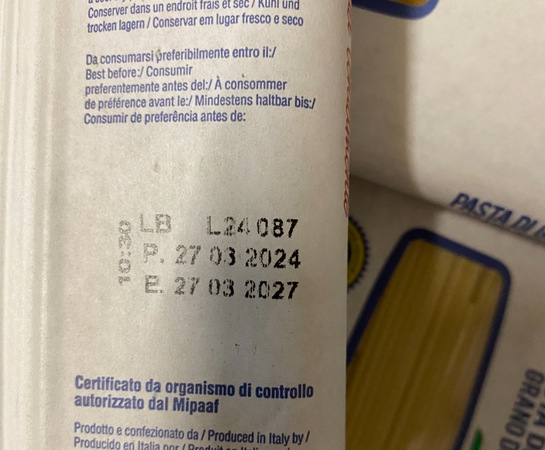 Conserver dans un endroit frais et sec / Kühl und
trocken lagern / Conservar em lugar fresco e seco
Da consumarsi preferibilmente entro il:/
Best before:/ Consumir
preferentemente antes del:/ À consommer
de préférence avant le:/ Mindestens haltbar bis:/
Consumir de preferência antes de:
LB L24 087
P. 27 03 2024
E. 27 03 2027
10:30
Certificato da organismo di controllo
autorizzato dal Mipaaf
Prodotto e confezionato da / Produced in Italy by /
Producido en Italia por /
PASTA DI